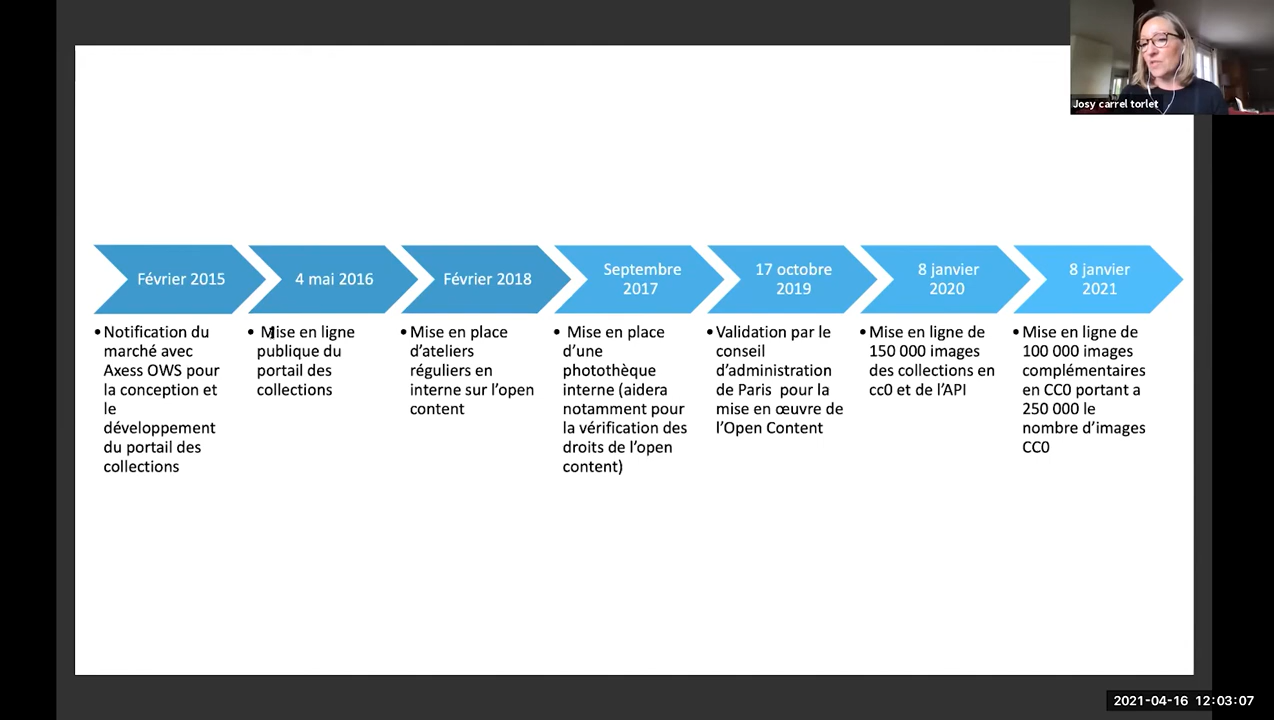 Josy carrel torlet
Février 2015
Notification du
marché avec
Axess OWS pour
la conception et
le
développement
du portail des
collections
4 mai 2016
Mise en ligne
publique du
portail des
collections
Février 2018
Mise en place
d’ateliers
réguliers en
interne sur l’open
content
Septembre
2017
Mise en place
d’une
photothèque
interne (aidera
notamment pour
la vérification des
droits de l’open
content)
17 octobre
2019
Validation par le
conseil
d’administration
de Paris pour la
mise en œuvre de
l’Open Content
8 janvier
2020
Mise en ligne de
150 000 images
des collections en
cc0 et de l’API
8 janvier
2021
Mise en ligne de
100 000 images
complémentaires
en CC0 portant a
250 000 le
nombre d’images
CC0
2021-04-16 12:03:07